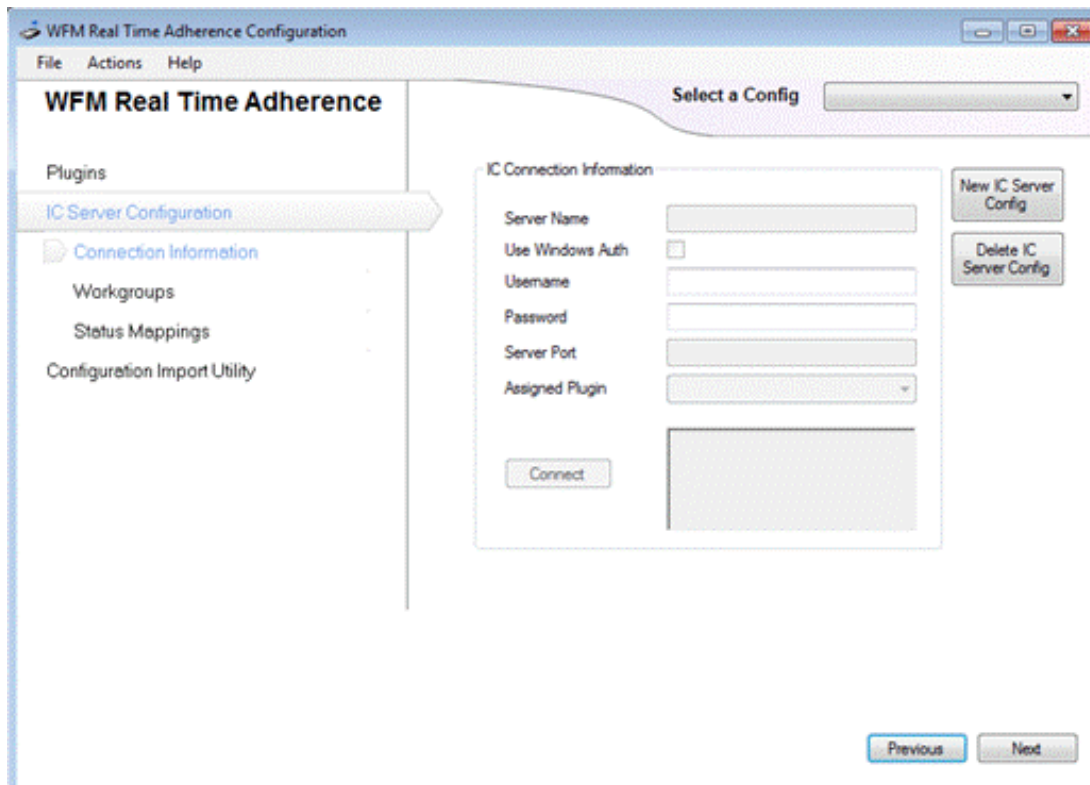 WFM Real Time Adherence Configuration
File Actions Help
WFM Real Time Adherence
Select a Config
Plugins
IC Server Configuration
Connection Information
Workgroups
Status Mappings
Configuration Import Utility
IC Connection Information
Server Name
Use Windows Auth
Username
Password
Server Port
Assigned Plugin
Connect
New IC Server
Config
Delete IC
Server Config
Previous
Next